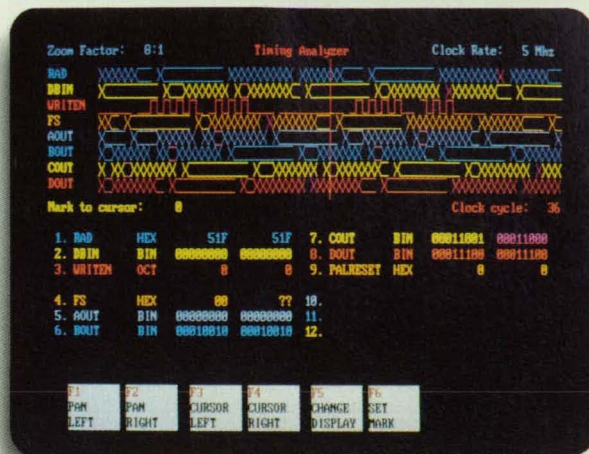 Zoom Factor: 8:1 Timing Analyzer Clock Rate: 5 Mhz
RAD
DBIN
WRITEN
FS
AOUT
BOUT
COUT
DOUT
Mark to cursor: 0 Clock cycle: 36
1. RAD HEX 51F 51F 7. COUT BIN 00011001 00011000
2. DBIN BIN 00000000 00000000 8. DOUT BIN 00011100 00011100
3. WRITEN OCT 0 0 9. PALRESET HEX 0 0
4. FS HEX 00 ?? 10.
5. AOUT BIN 00000000 00000000 11.
6. BOUT BIN 00010010 00010010 12.
F1 F2 F3 F4 F5 F6
PAN PAN CURSOR CURSOR CHANGE SET
LEFT RIGHT LEFT RIGHT DISPLAY MARK